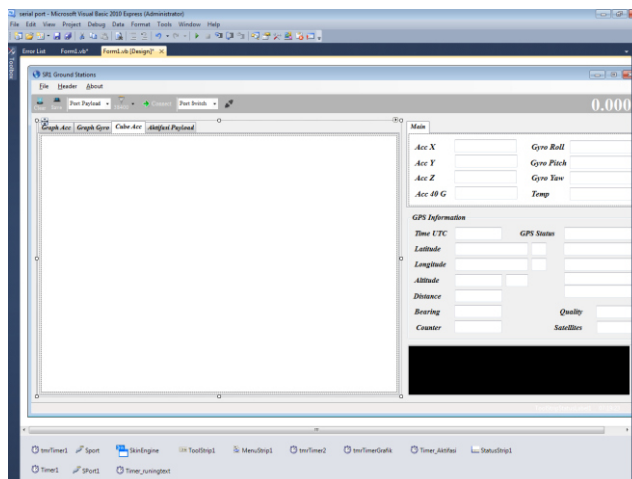 serial port - Microsoft Visual Basic 2010 Express (Administrator)
File Edit View Project Debug Data Format Tools Window Help
Toolbox
Error List Form1.vb* Form1.vb [Design]*
SR1 Ground Stations
File Header About
Port Payload Connect Port Switch
0.000
Graph Acc Graph Gyro Cube Acc Aktifasi Payload
Main
Acc X Gyro Roll
Acc Y Gyro Pitch
Acc Z Gyro Yaw
Acc 40 G Temp
GPS Information
Time UTC GPS Status
Latitude
Longitude
Altitude
Distance
Bearing Quality
Counter Satellites
tmrTimer1 Sport SkinEngine ToolStrip1 MenuStrip1 tmrTimer2 tmrTimerGrafik Timer_Aktifasi StatusStrip1
Timer1 SPort1 Timer_runingtext